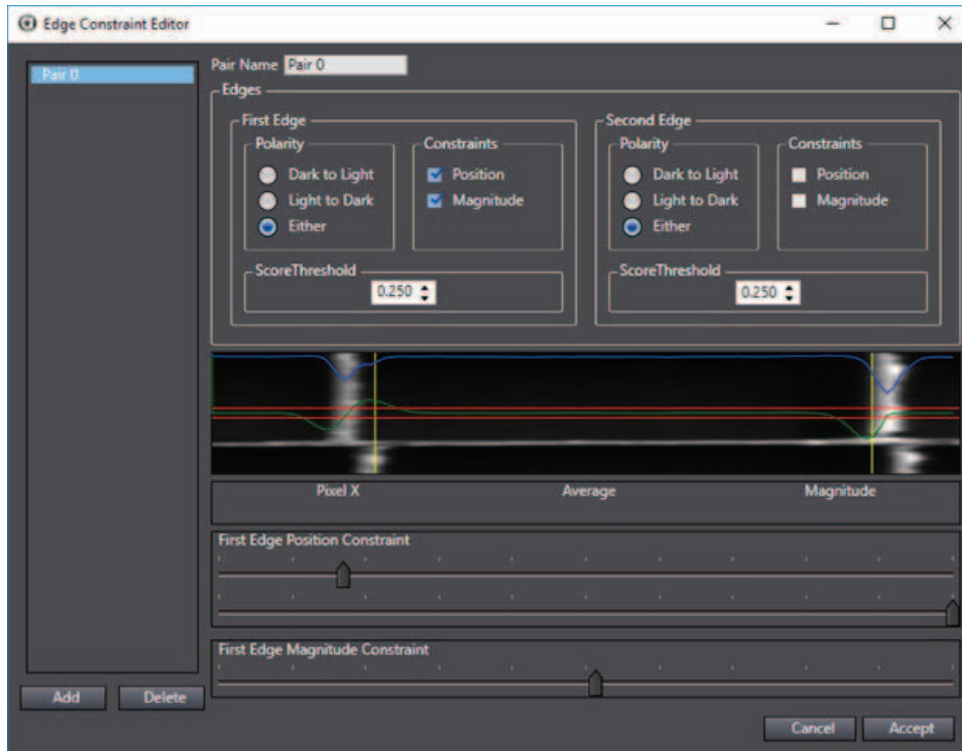 Edge Constraint Editor
Pair 0
Pair Name Pair 0
Edges
First Edge
Polarity
Dark to Light
Light to Dark
Either
Constraints
Position
Magnitude
ScoreThreshold
0.250
Second Edge
Polarity
Dark to Light
Light to Dark
Either
Constraints
Position
Magnitude
ScoreThreshold
0.250
Pixel X Average Magnitude
First Edge Position Constraint
First Edge Magnitude Constraint
Add Delete
Cancel Accept